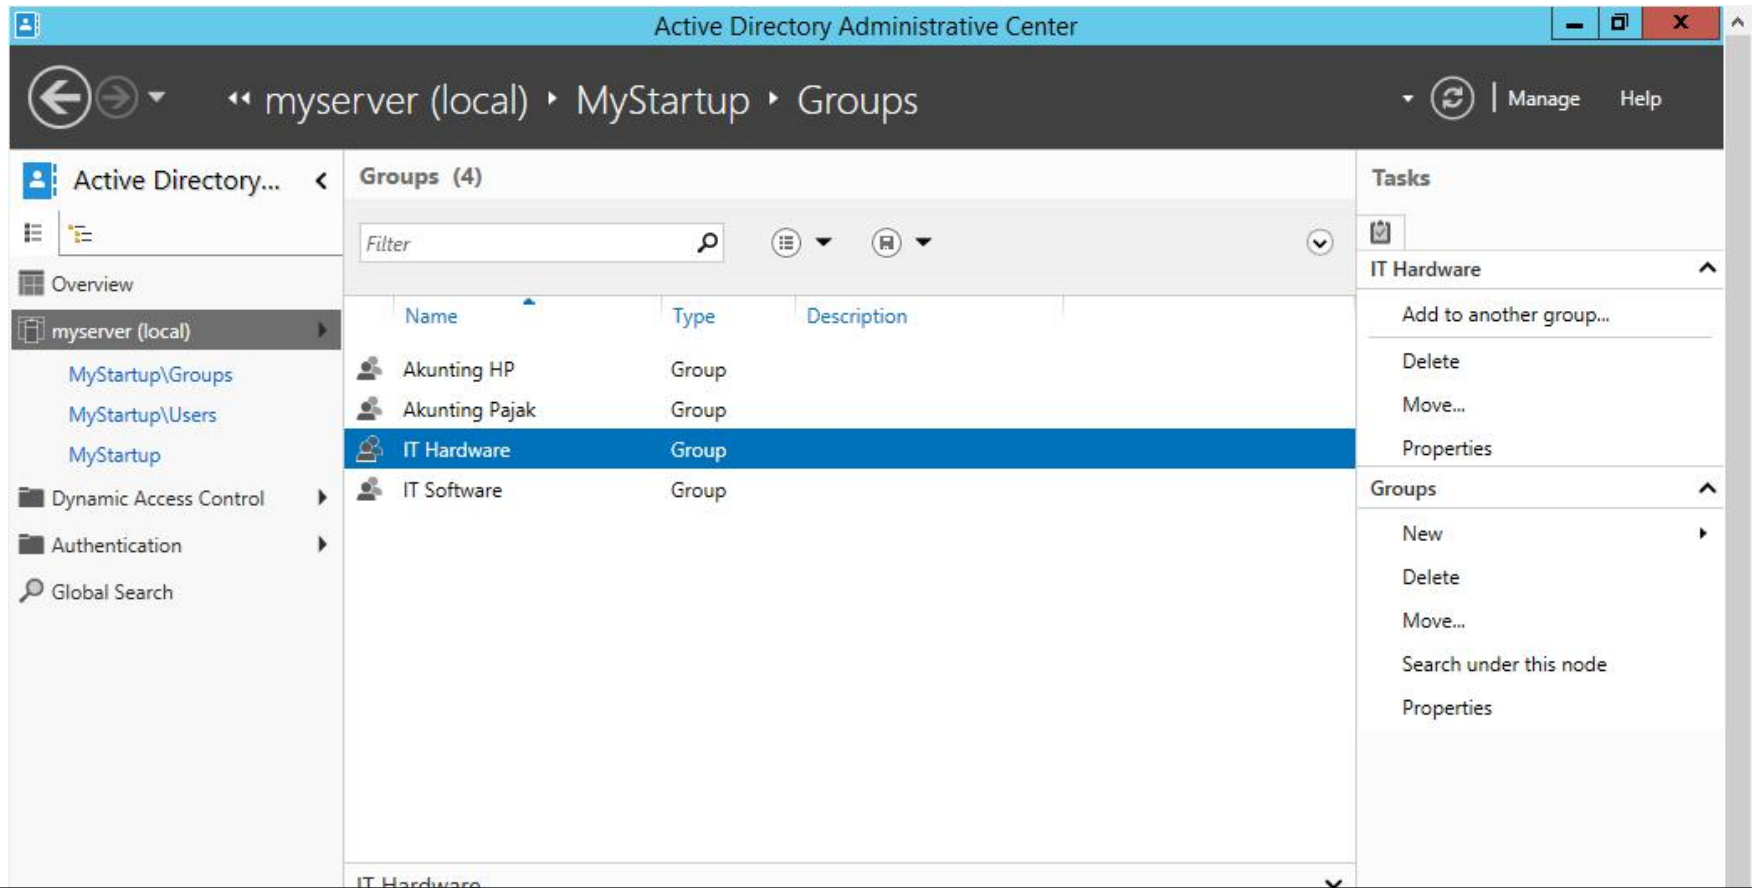 Active Directory Administrative Center
myserver (local) MyStartup Groups
Manage Help
Active Directory...
Overview
myserver (local)
MyStartup\Groups
MyStartup\Users
MyStartup
Dynamic Access Control
Authentication
Global Search
Groups (4)
Filter
Name Type Description
Akunting HP Group
Akunting Pajak Group
IT Hardware Group
IT Software Group
IT Hardware
Tasks
IT Hardware
Add to another group...
Delete
Move...
Properties
Groups
New
Delete
Move...
Search under this node
Properties